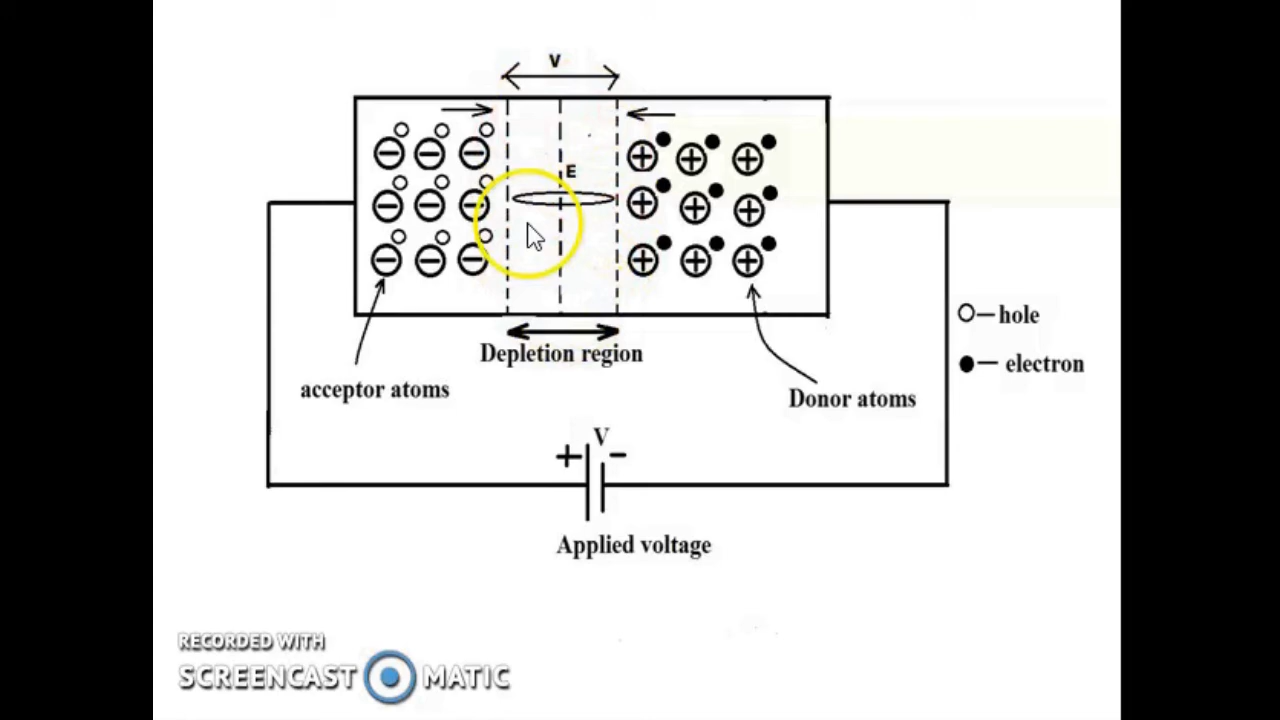 V
E
Depletion region
acceptor atoms
Donor atoms
hole
electron
+ V -
Applied voltage
RECORDED WITH
SCREENCAST MATIC